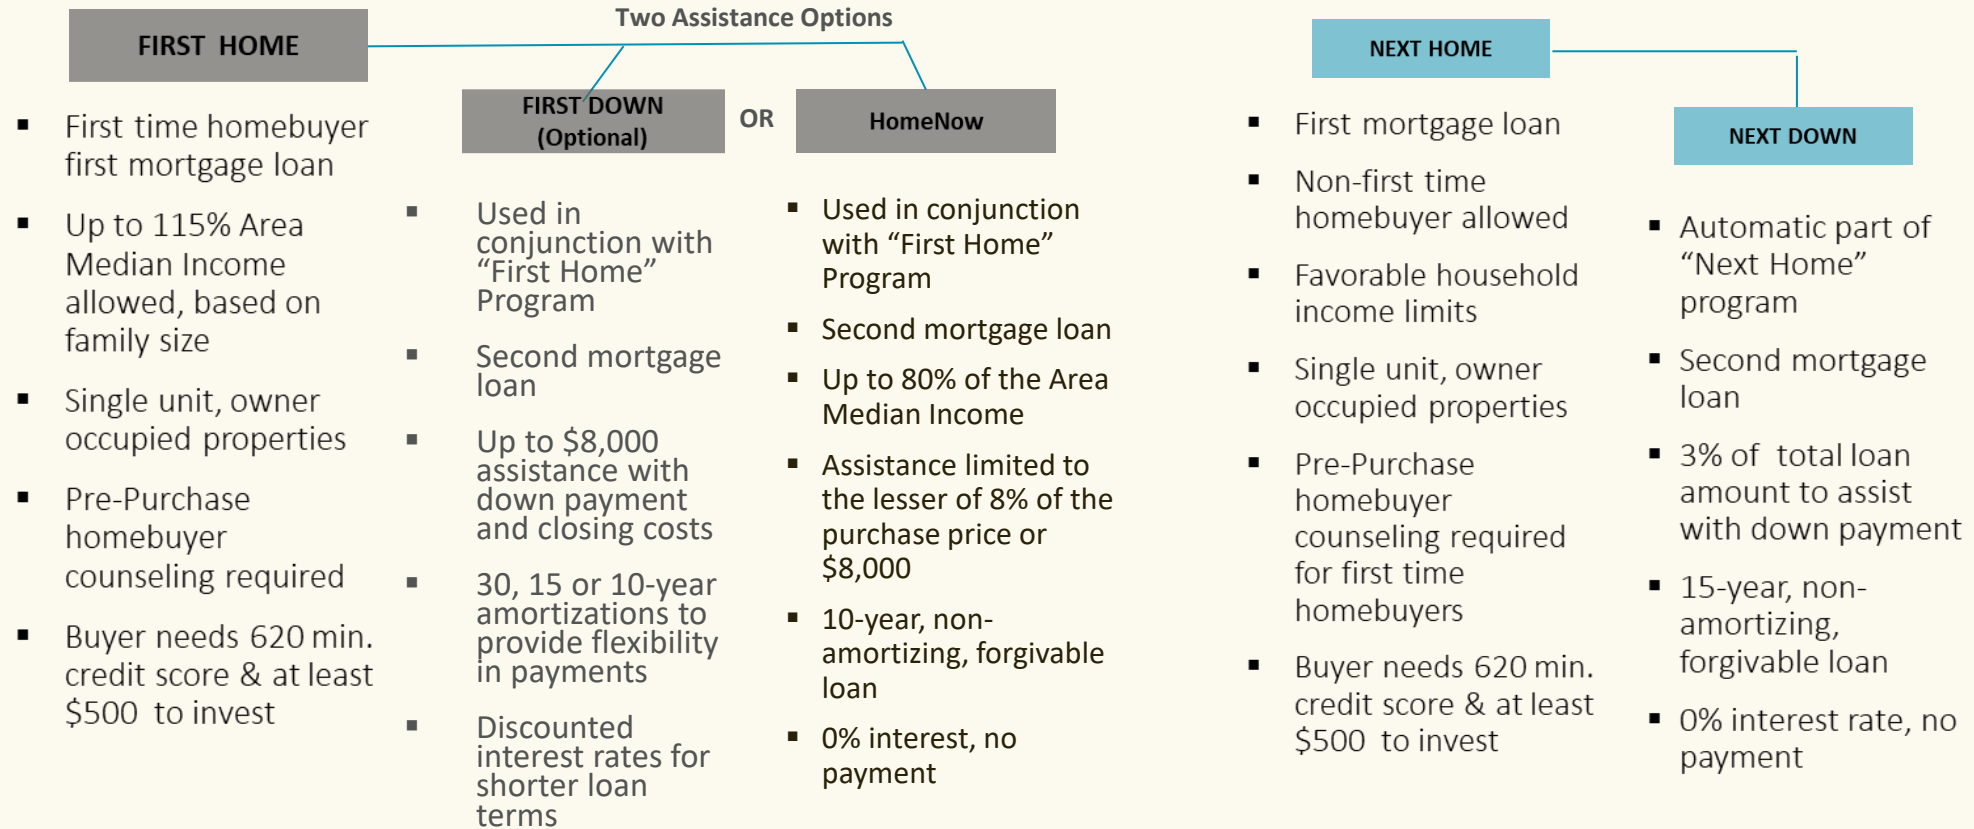 Two Assistance Options
FIRST HOME
▪ First time homebuyer
first mortgage loan
▪ Up to 115% Area
Median Income
allowed, based on
family size
▪ Single unit, owner
occupied properties
▪ Pre-Purchase
homebuyer
counseling required
▪ Buyer needs 620 min.
credit score & at least
$500 to invest
FIRST DOWN
(Optional)
▪ Used in
conjunction with
“First Home”
Program
▪ Second mortgage
loan
▪ Up to $8,000
assistance with
down payment
and closing costs
▪ 30, 15 or 10-year
amortizations to
provide flexibility
in payments
▪ Discounted
interest rates for
shorter loan
terms
OR
HomeNow
▪ Used in conjunction
with “First Home”
Program
▪ Second mortgage loan
▪ Up to 80% of the Area
Median Income
▪ Assistance limited to
the lesser of 8% of the
purchase price or
$8,000
▪ 10-year, non-
amortizing, forgivable
loan
▪ 0% interest, no
payment
NEXT HOME
▪ First mortgage loan
▪ Non-first time
homebuyer allowed
▪ Favorable household
income limits
▪ Single unit, owner
occupied properties
▪ Pre-Purchase
homebuyer
counseling required
for first time
homebuyers
▪ Buyer needs 620 min.
credit score & at least
$500 to invest
NEXT DOWN
▪ Automatic part of
“Next Home”
program
▪ Second mortgage
loan
▪ 3% of total loan
amount to assist
with down payment
▪ 15-year, non-
amortizing,
forgivable loan
▪ 0% interest rate, no
payment